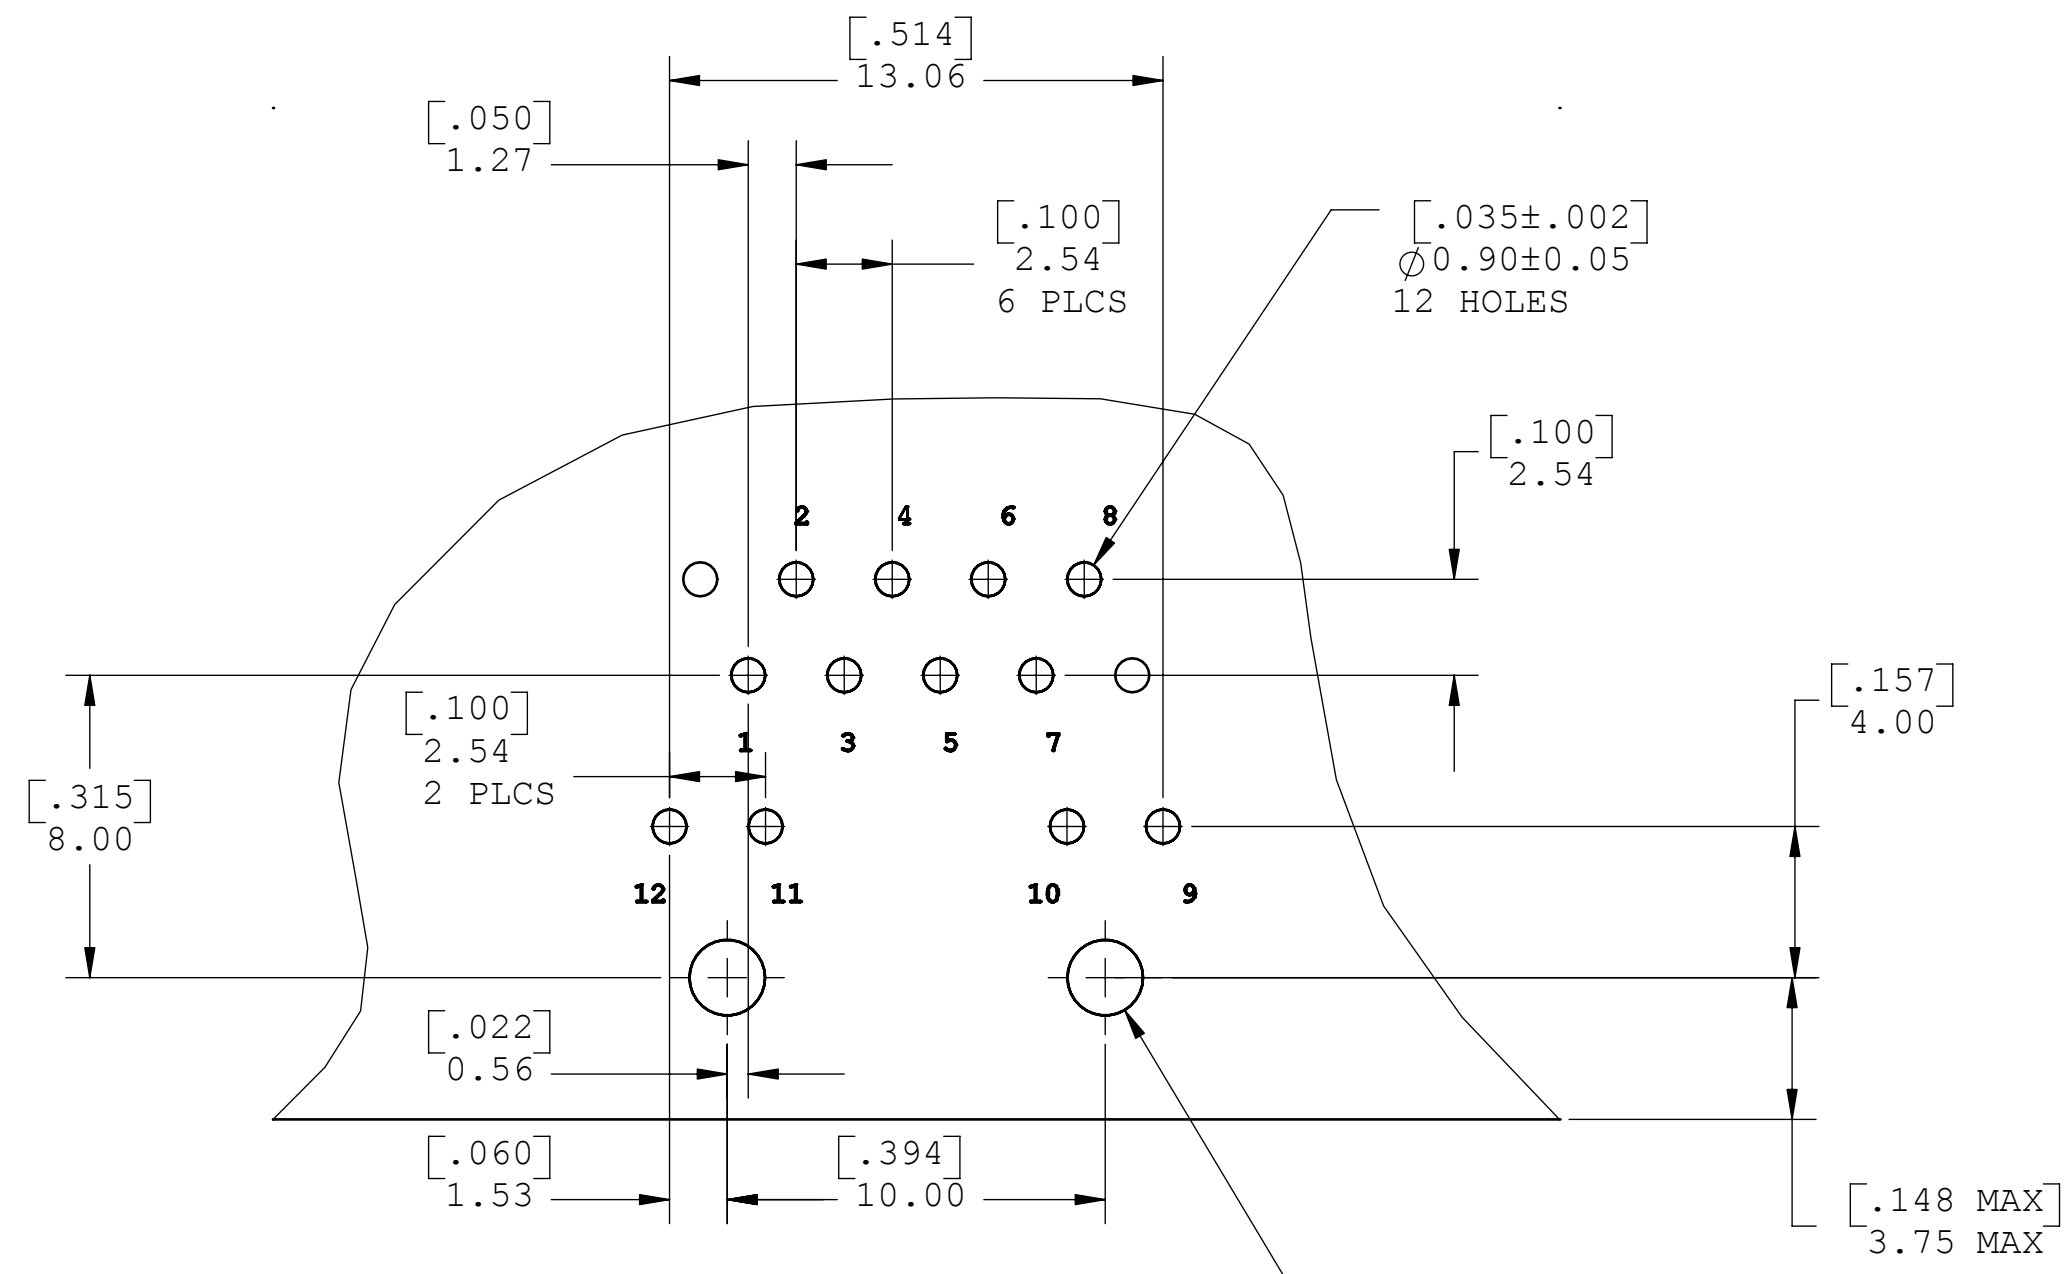 [.514]
13.06
[.050]
1.27
[.100]
2.54
6 PLCS
[.035±.002]
⌀0.90±0.05
12 HOLES
[.100]
2.54
2 4 6 8
[.157]
4.00
[.100]
2.54
2 PLCS
1 3 5 7
[.315]
8.00
12 11 10 9
[.022]
0.56
[.060]
1.53
[.394]
10.00
[.148 MAX]
3.75 MAX